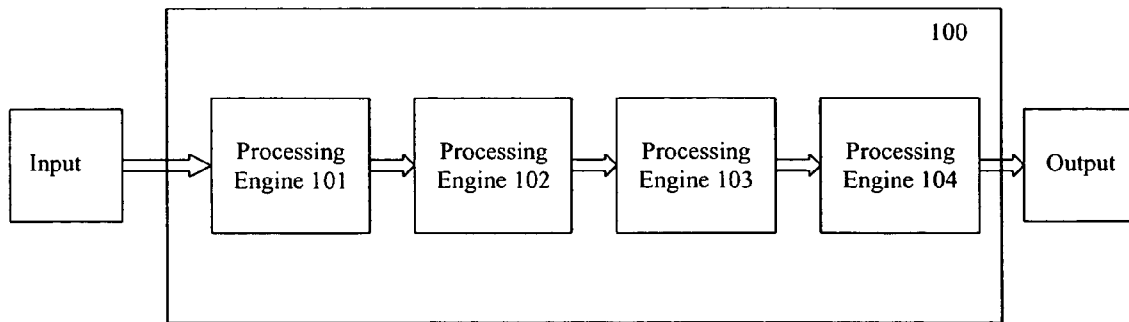 100
Input
Processing
Engine 101
Processing
Engine 102
Processing
Engine 103
Processing
Engine 104
Output